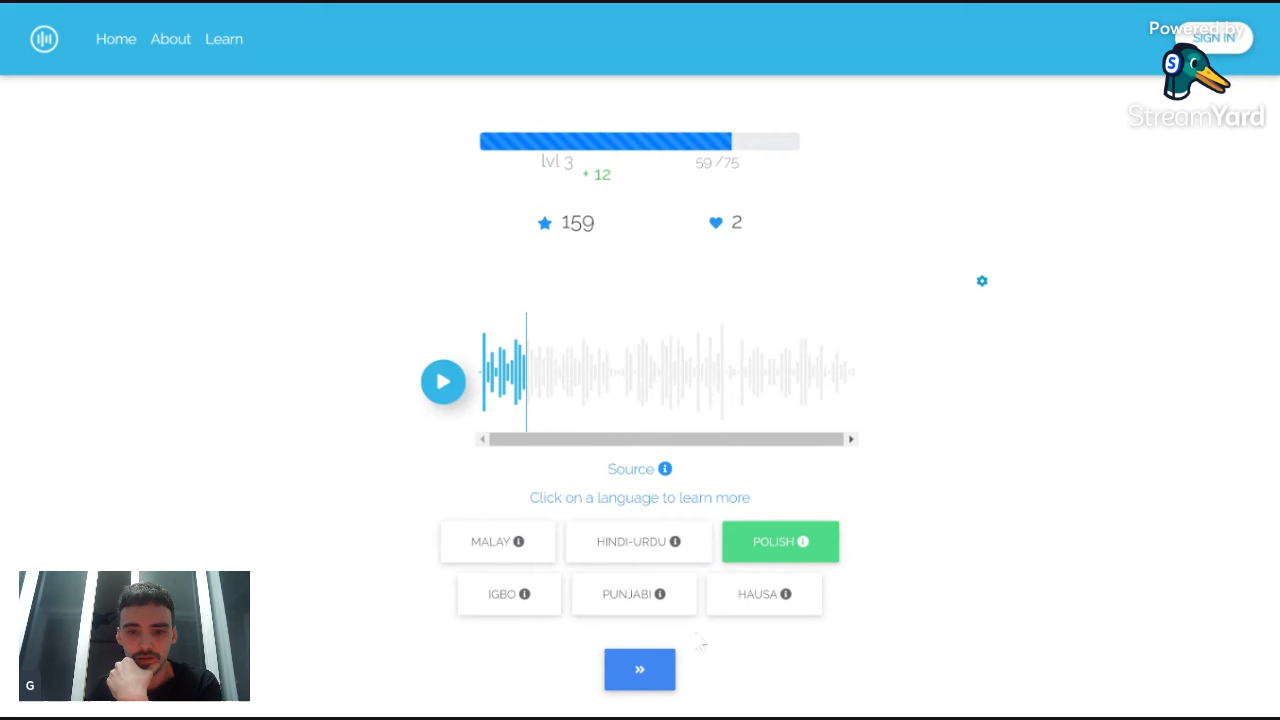 Home About Learn
Powered by
SIGN IN
StreamYard
lvl 3
59 /75
+ 12
159
2
Source
Click on a language to learn more
MALAY
HINDI-URDU
POLISH
IGBO
PUNJABI
HAUSA
»
G